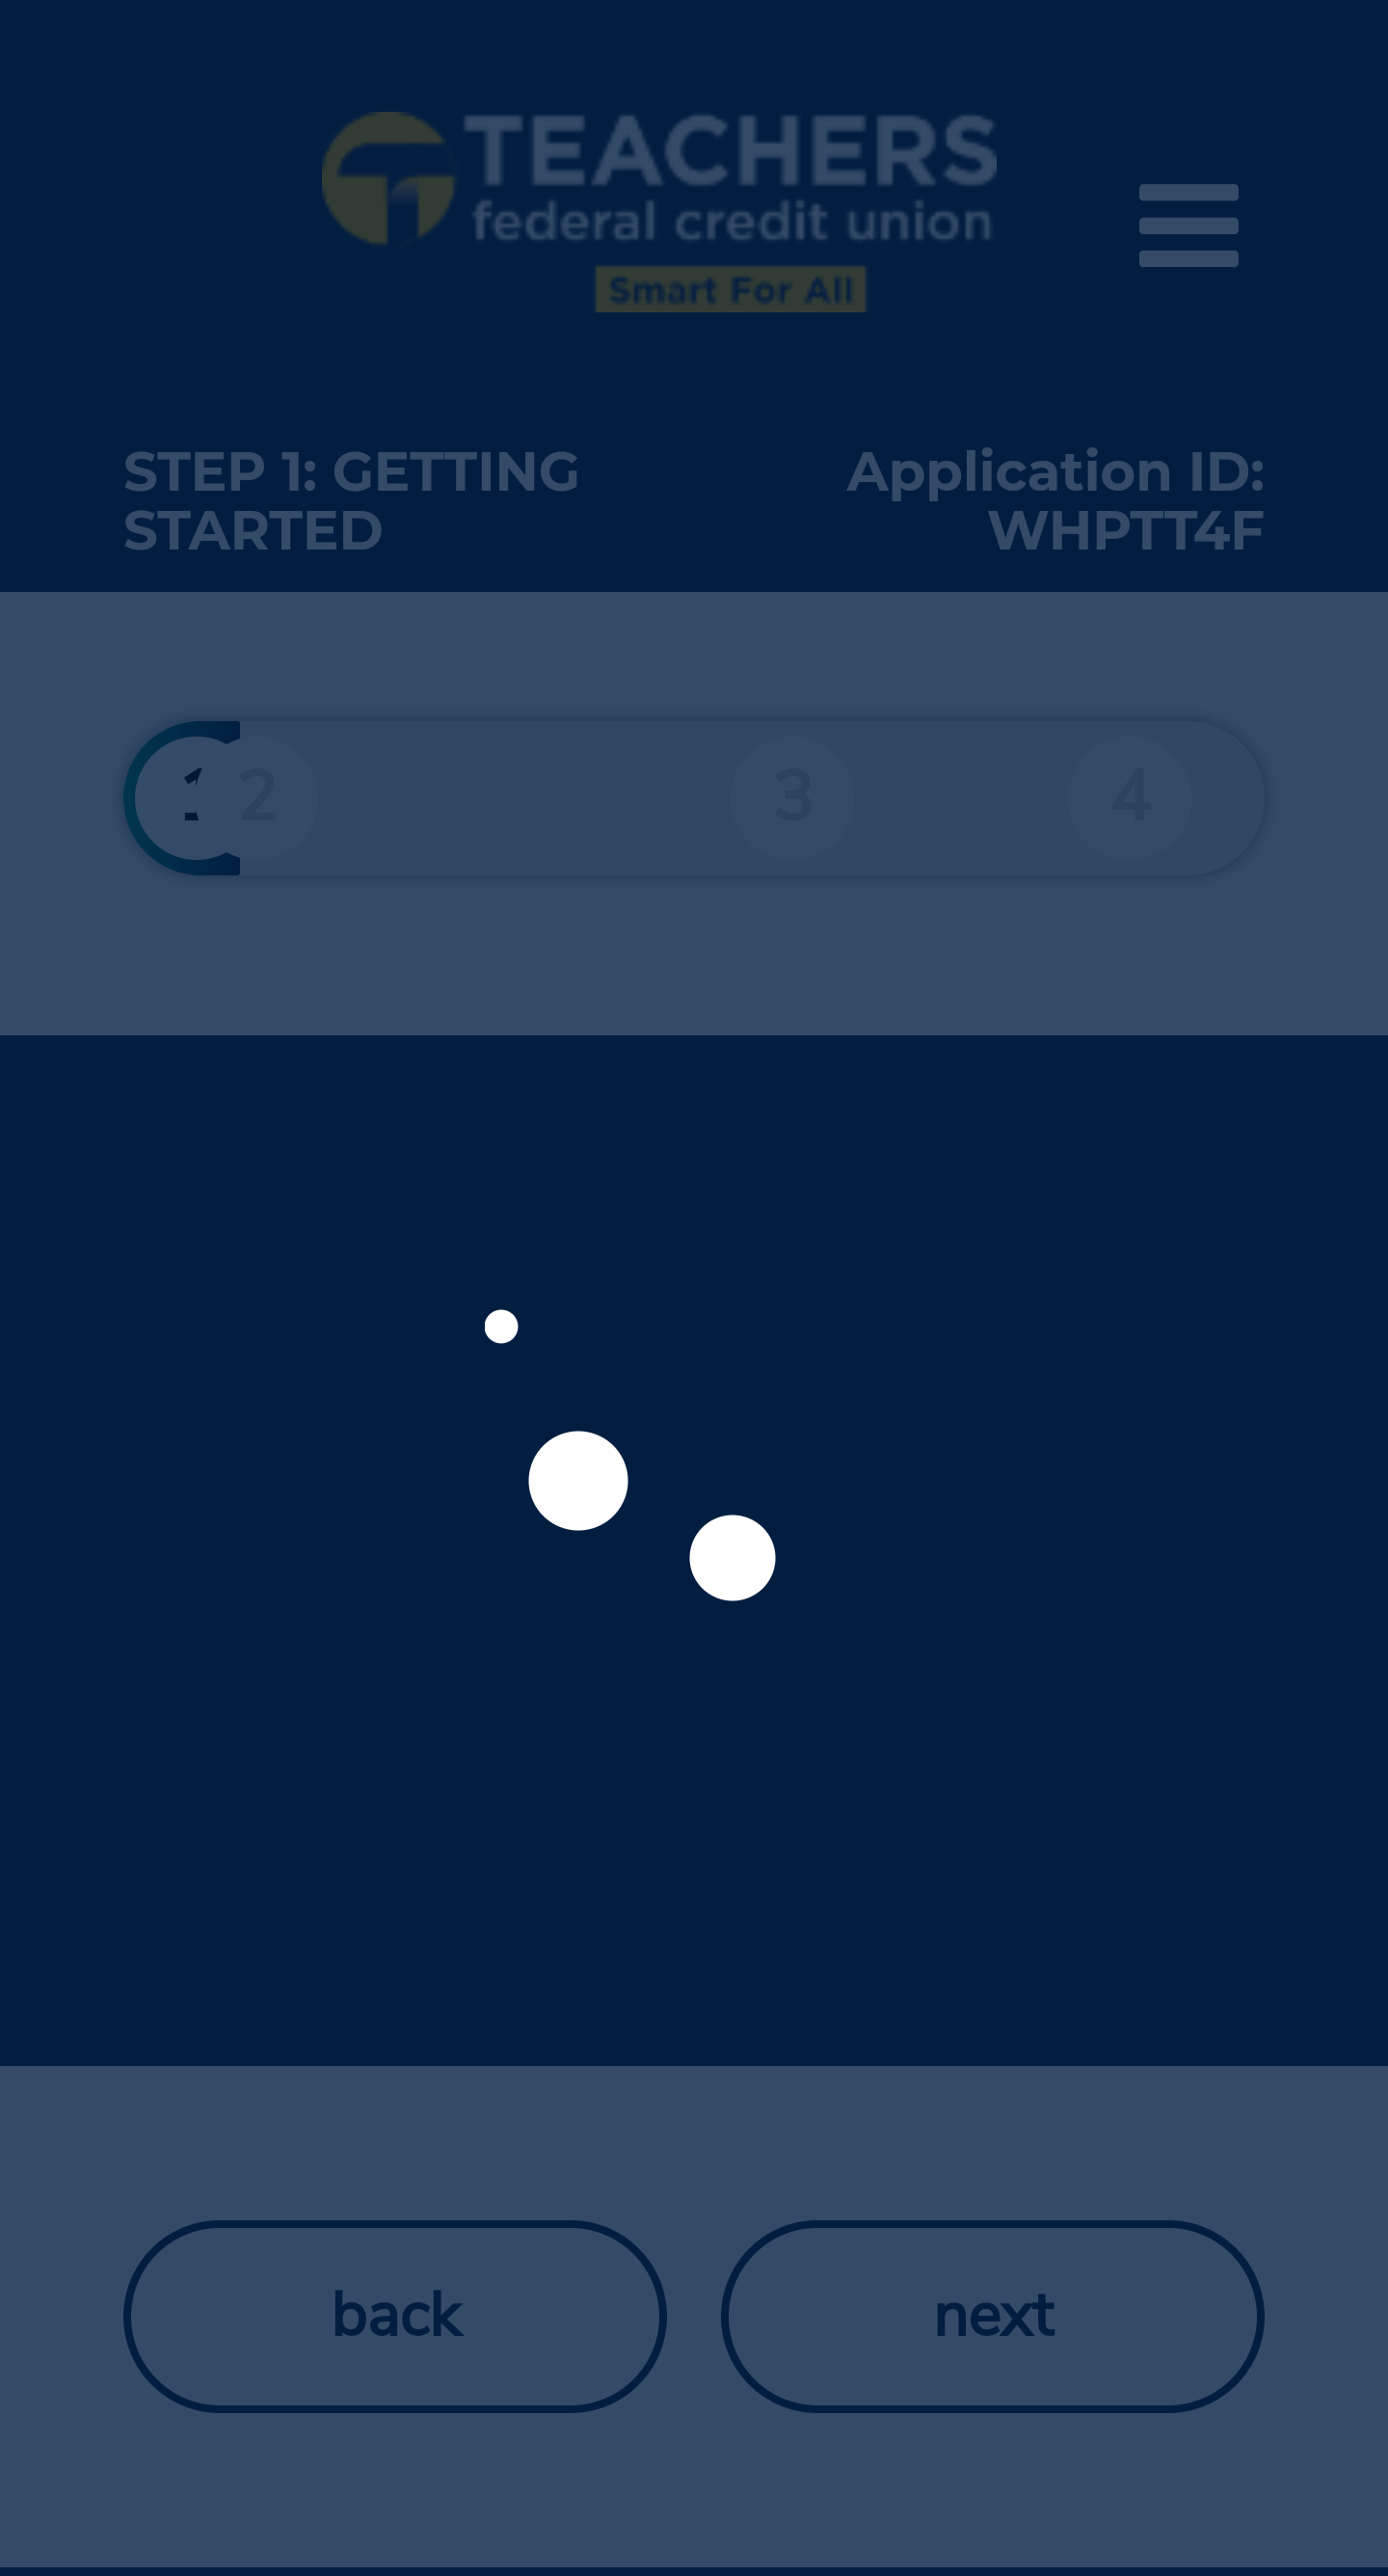 TEACHERS
federal credit union
Smart For All
STEP 1: GETTING
STARTED
Application ID:
WHPTT4F
1 2 3 4
back next